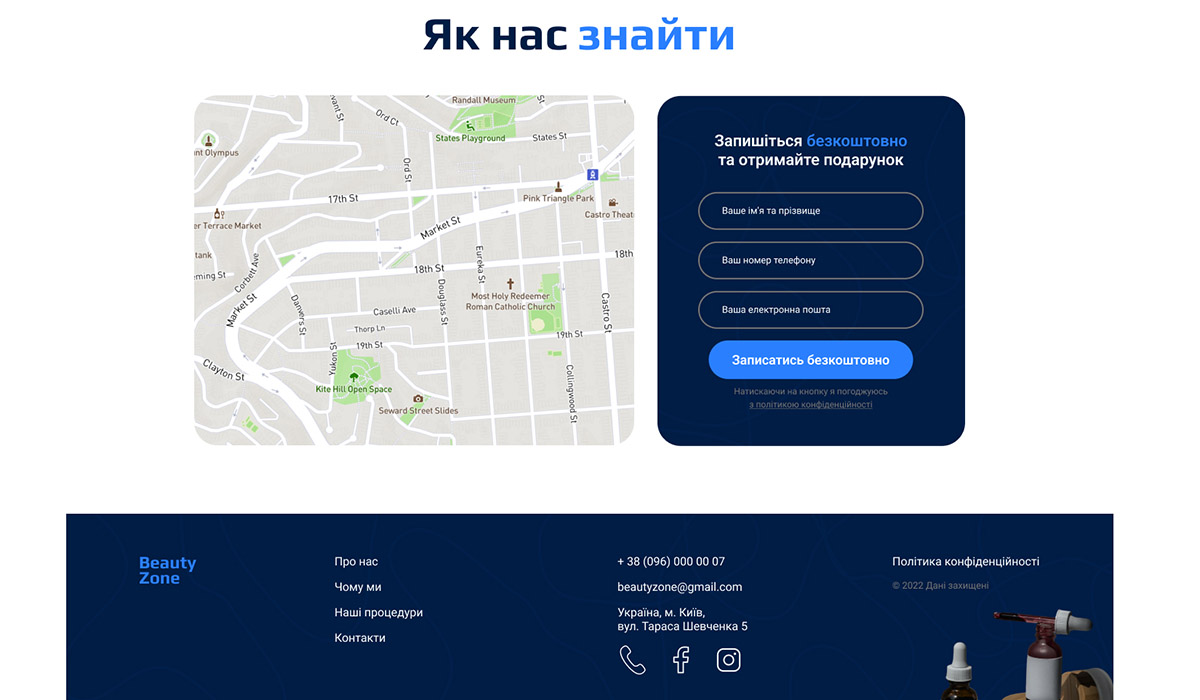 Як нас знайти
Randall Museum
Ord Ct
States Playground
States St
nt Olympus
Ord St
17th St
Pink Triangle Park
Castro Theat
er Terrace Market
Market St
tank
18th St
18th
Eureka St
ming St
Corbett Ave
Market St
Douglass St
Most Holy Redeemer
Roman Catholic Church
Danvers St
Caselli Ave
Castro St
Thorp Ln
19th St
19th St
Yukon St
Clayton St
Kite Hill Open Space
Collingwood St
Seward Street Slides
Запишіться безкоштовно
та отримайте подарунок
Ваше ім'я та прізвище
Ваш номер телефону
Ваша електронна пошта
Записатись безкоштовно
Натискаючи на кнопку я погоджуюсь
з політикою конфіденційності
Beauty
Zone
Про нас
Чому ми
Наші процедури
Контакти
+ 38 (096) 000 00 07
beautyzone@gmail.com
Україна, м. Київ,
вул. Тараса Шевченка 5
Политика конфіденційності
© 2022 Дані захищені